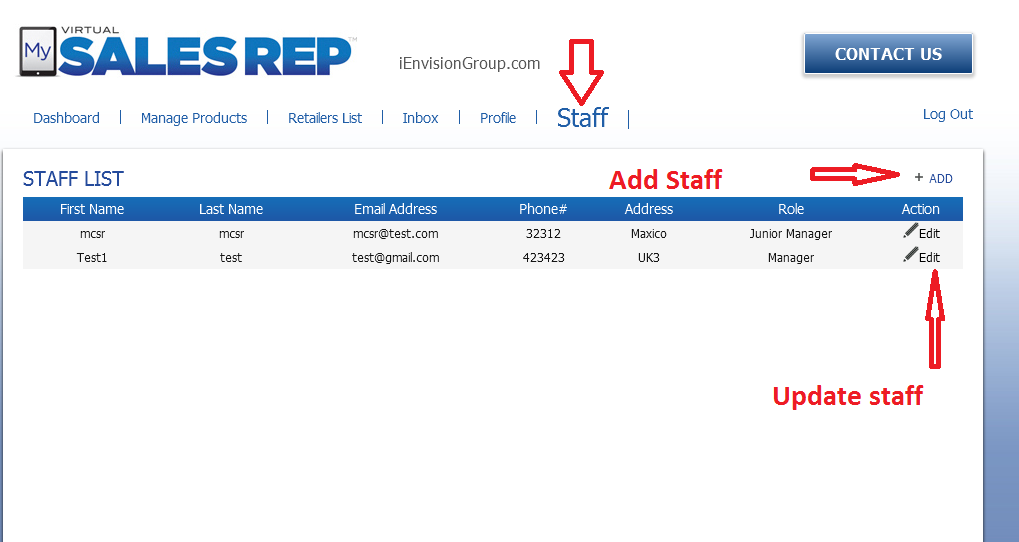 My VIRTUAL SALES REP™
iEnvisionGroup.com
CONTACT US
Dashboard | Manage Products | Retailers List | Inbox | Profile | Staff |
Log Out
STAFF LIST
Add Staff
+ ADD
First Name Last Name Email Address Phone# Address Role Action
mcsr mcsr mcsr@test.com 32312 Maxico Junior Manager Edit
Test1 test test@gmail.com 423423 UK3 Manager Edit
Update staff